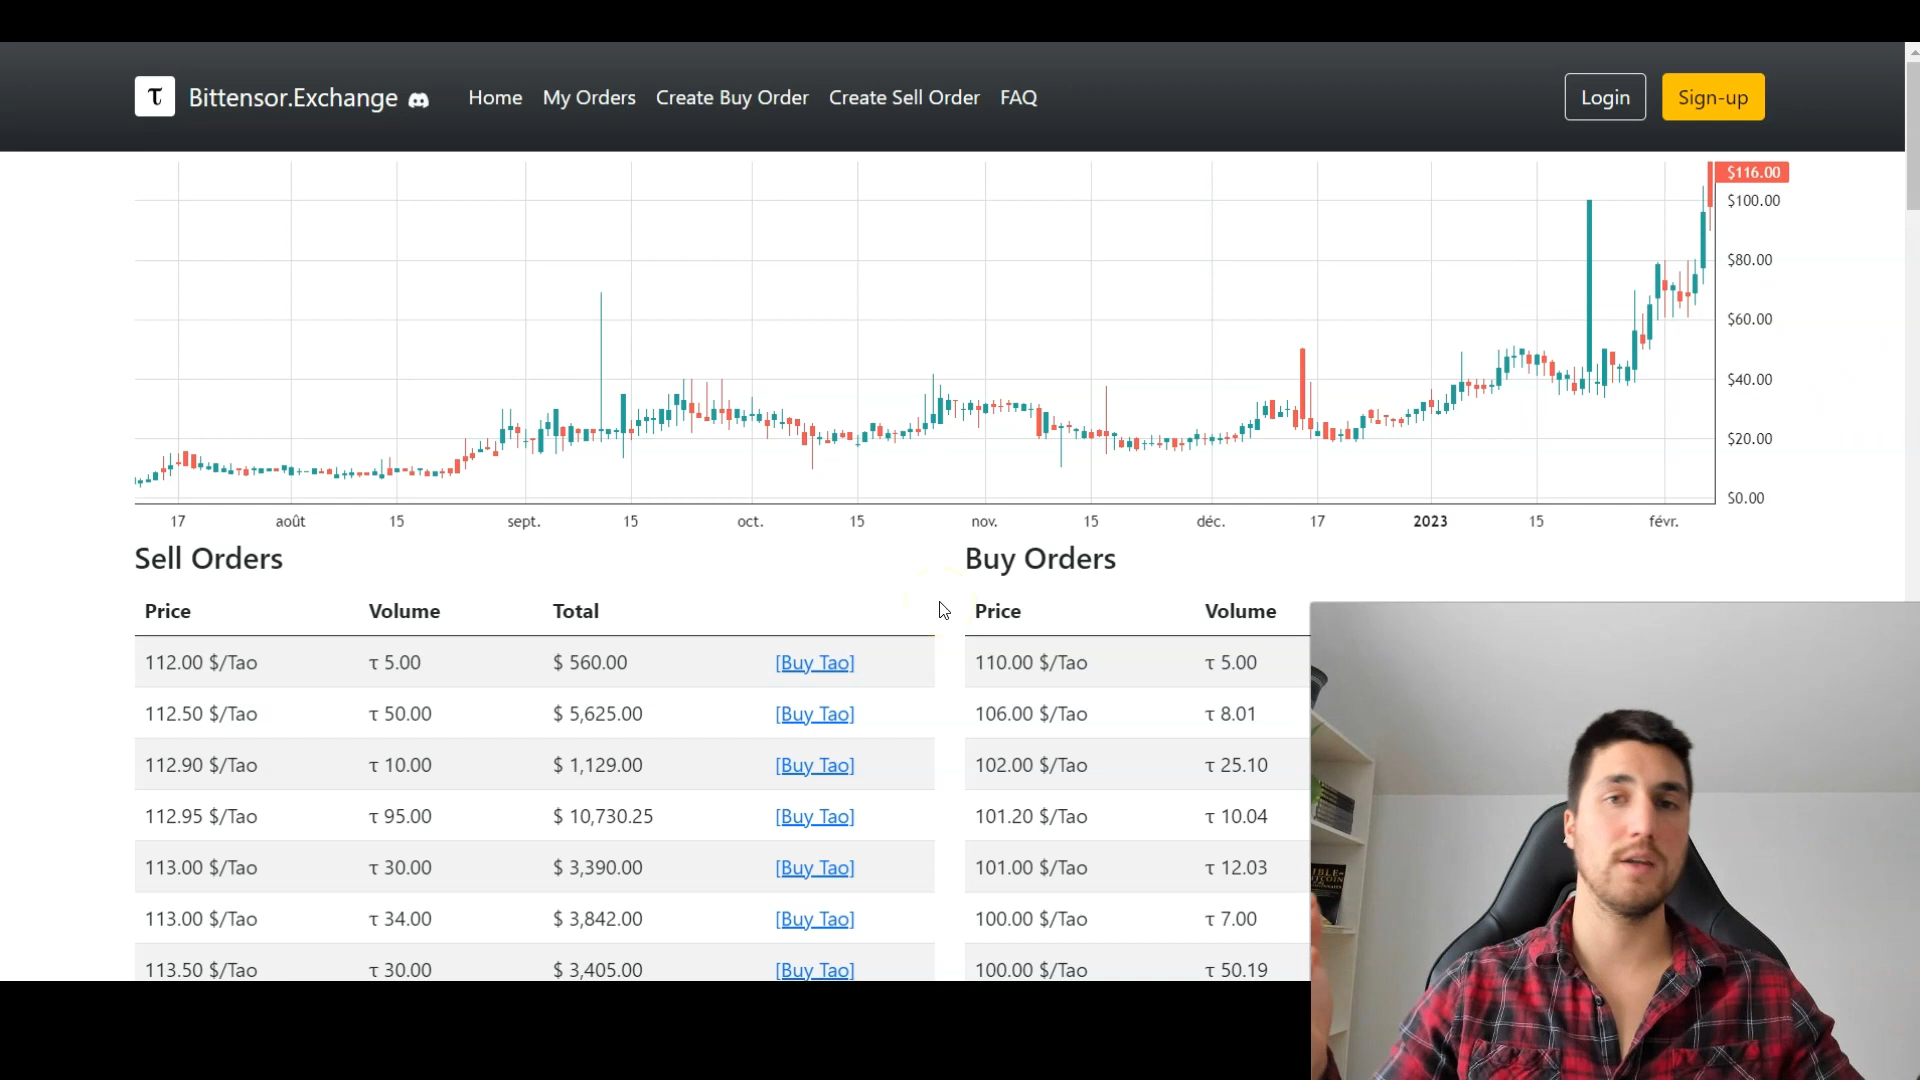 τ Bittensor.Exchange Home My Orders Create Buy Order Create Sell Order FAQ Login Sign-up
$116.00
$100.00
$80.00
$60.00
$40.00
$20.00
$0.00
17 août 15 sept. 15 oct. 15 nov. 15 déc. 17 2023 15 févr.
Sell Orders
Price Volume Total
112.00 $/Tao τ 5.00 $ 560.00 [Buy Tao]
112.50 $/Tao τ 50.00 $ 5,625.00 [Buy Tao]
112.90 $/Tao τ 10.00 $ 1,129.00 [Buy Tao]
112.95 $/Tao τ 95.00 $ 10,730.25 [Buy Tao]
113.00 $/Tao τ 30.00 $ 3,390.00 [Buy Tao]
113.00 $/Tao τ 34.00 $ 3,842.00 [Buy Tao]
113.50 $/Tao τ 30.00 $ 3,405.00 [Buy Tao]
Buy Orders
Price Volume
110.00 $/Tao τ 5.00
106.00 $/Tao τ 8.01
102.00 $/Tao τ 25.10
101.20 $/Tao τ 10.04
101.00 $/Tao τ 12.03
100.00 $/Tao τ 7.00
100.00 $/Tao τ 50.19